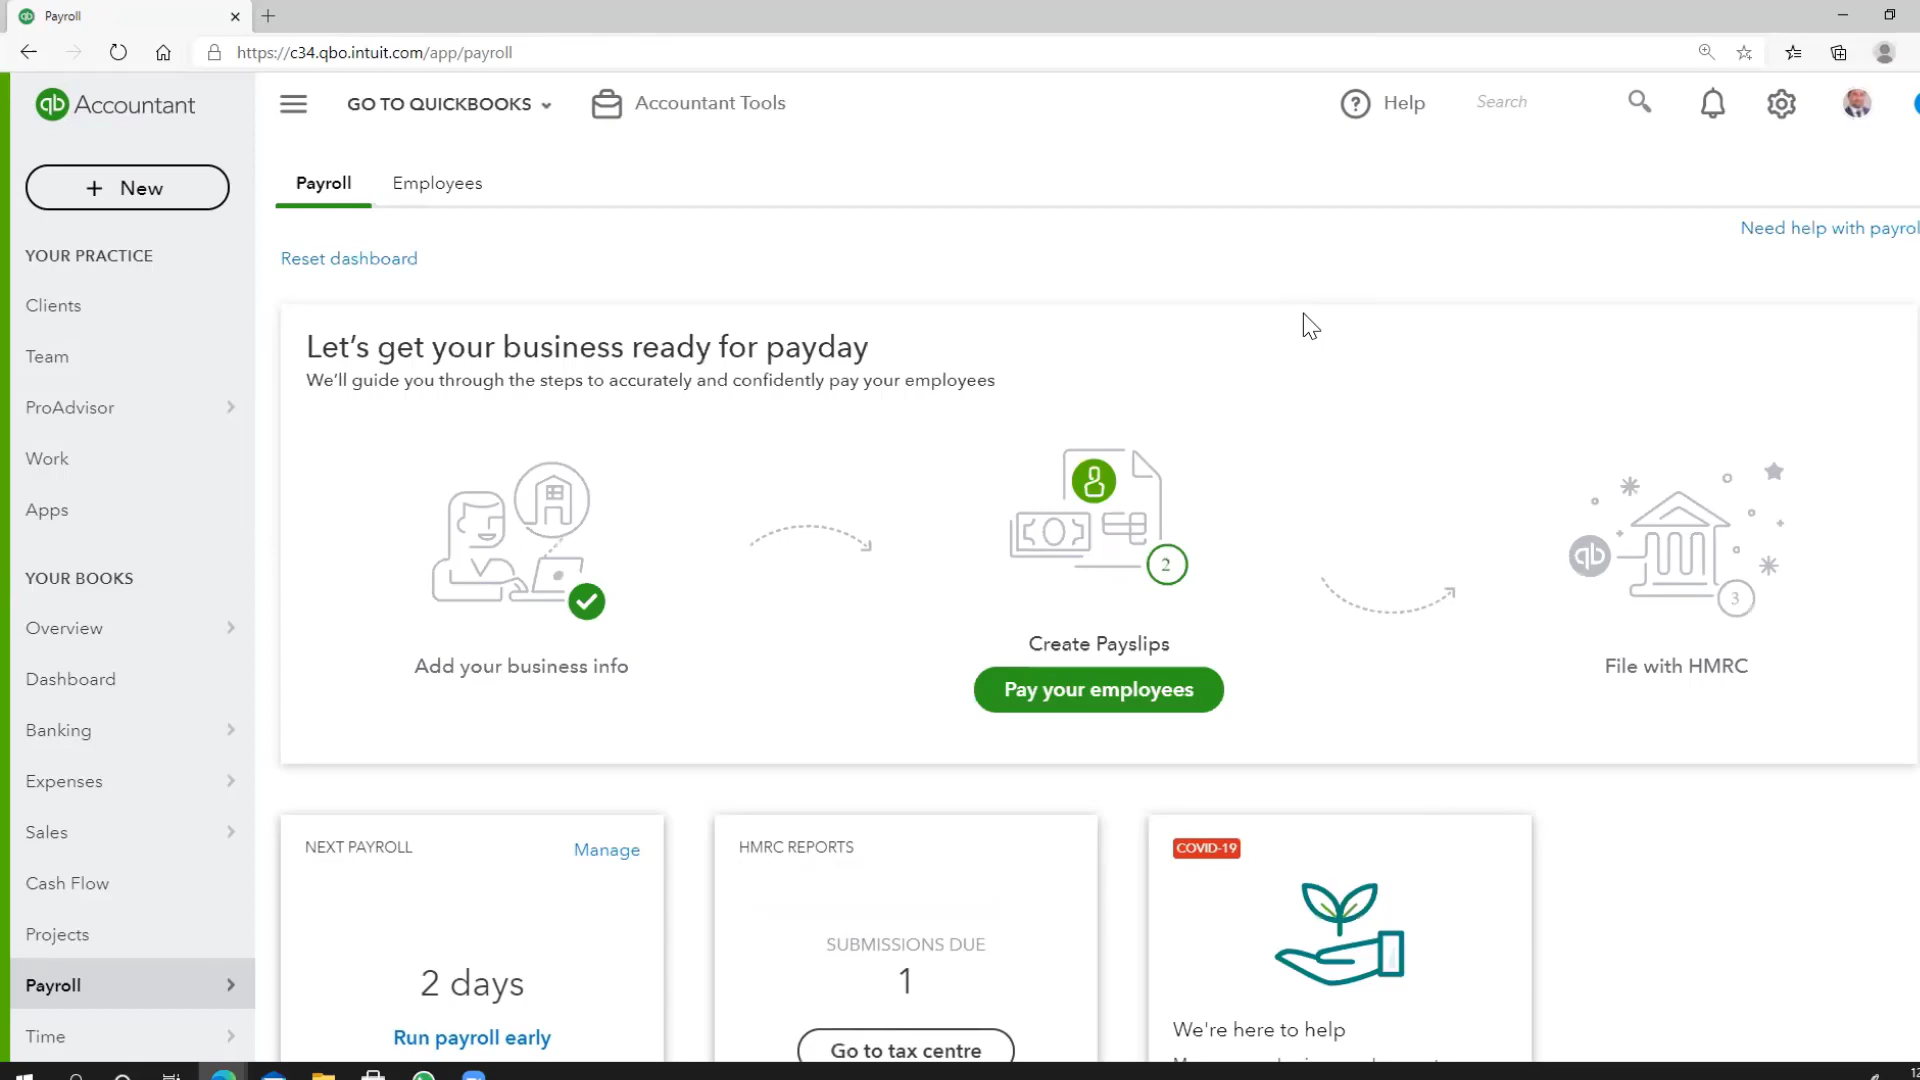 Payroll
https://c34.qbo.intuit.com/app/payroll
qb Accountant
GO TO QUICKBOOKS
Accountant Tools
Help
Search
+ New
Payroll
Employees
Need help with payrol
Reset dashboard
YOUR PRACTICE
Clients
Team
ProAdvisor
Work
Apps
YOUR BOOKS
Overview
Dashboard
Banking
Expenses
Sales
Cash Flow
Projects
Payroll
Time
Let's get your business ready for payday
We'll guide you through the steps to accurately and confidently pay your employees
2
qb
3
Add your business info
Create Payslips
Pay your employees
File with HMRC
NEXT PAYROLL
Manage
2 days
Run payroll early
HMRC REPORTS
SUBMISSIONS DUE
1
Go to tax centre
COVID-19
We're here to help